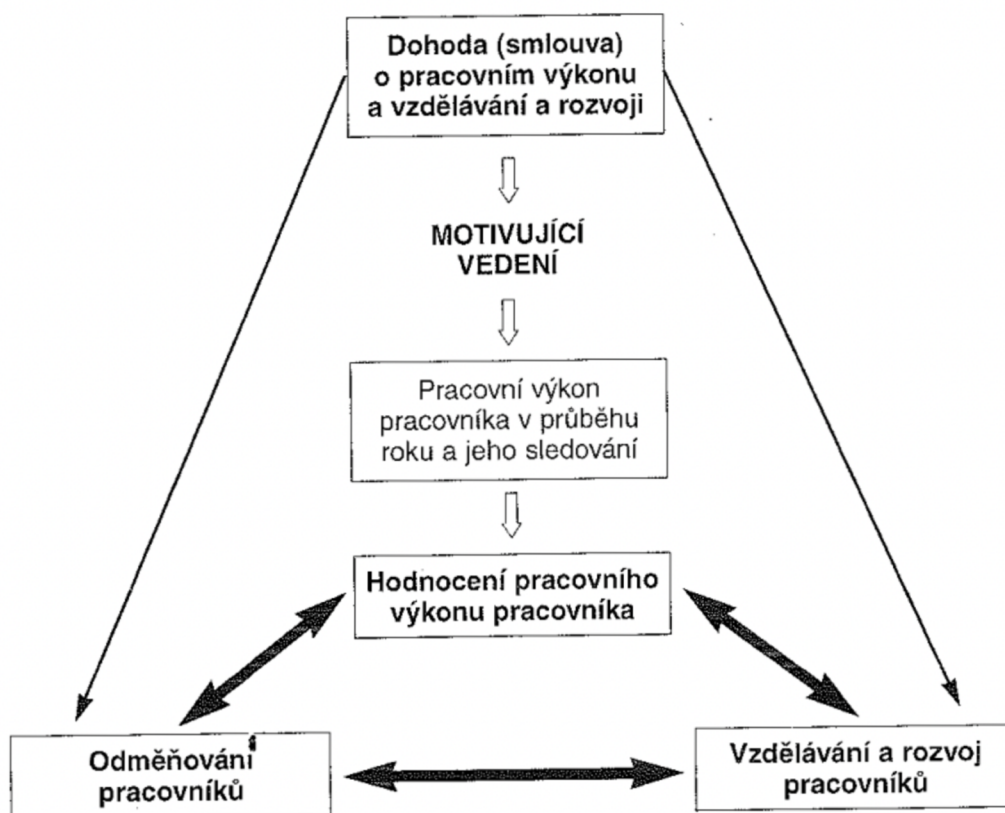 Dohoda (smlouva)
o pracovním výkonu
a vzdělávání a rozvoji
MOTIVUJÍCÍ
VEDENÍ
Pracovní výkon
pracovníka v průběhu
roku a jeho sledování
Hodnocení pracovního
výkonu pracovníka
Odměňování
pracovníků
Vzdělávání a rozvoj
pracovníků